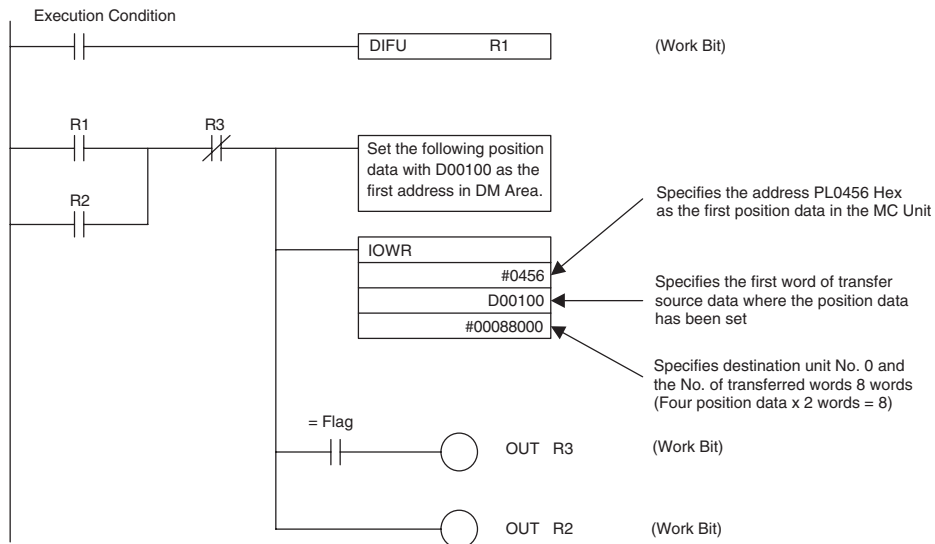 Execution Condition
DIFU R1
(Work Bit)
R1
R3
Set the following position
data with D00100 as the
first address in DM Area.
R2
Specifies the address PL0456 Hex
as the first position data in the MC Unit
IOWR
#0456
D00100
#00088000
Specifies the first word of transfer
source data where the position data
has been set
Specifies destination unit No. 0 and
the No. of transferred words 8 words
(Four position data x 2 words = 8)
= Flag
OUT R3
(Work Bit)
OUT R2
(Work Bit)